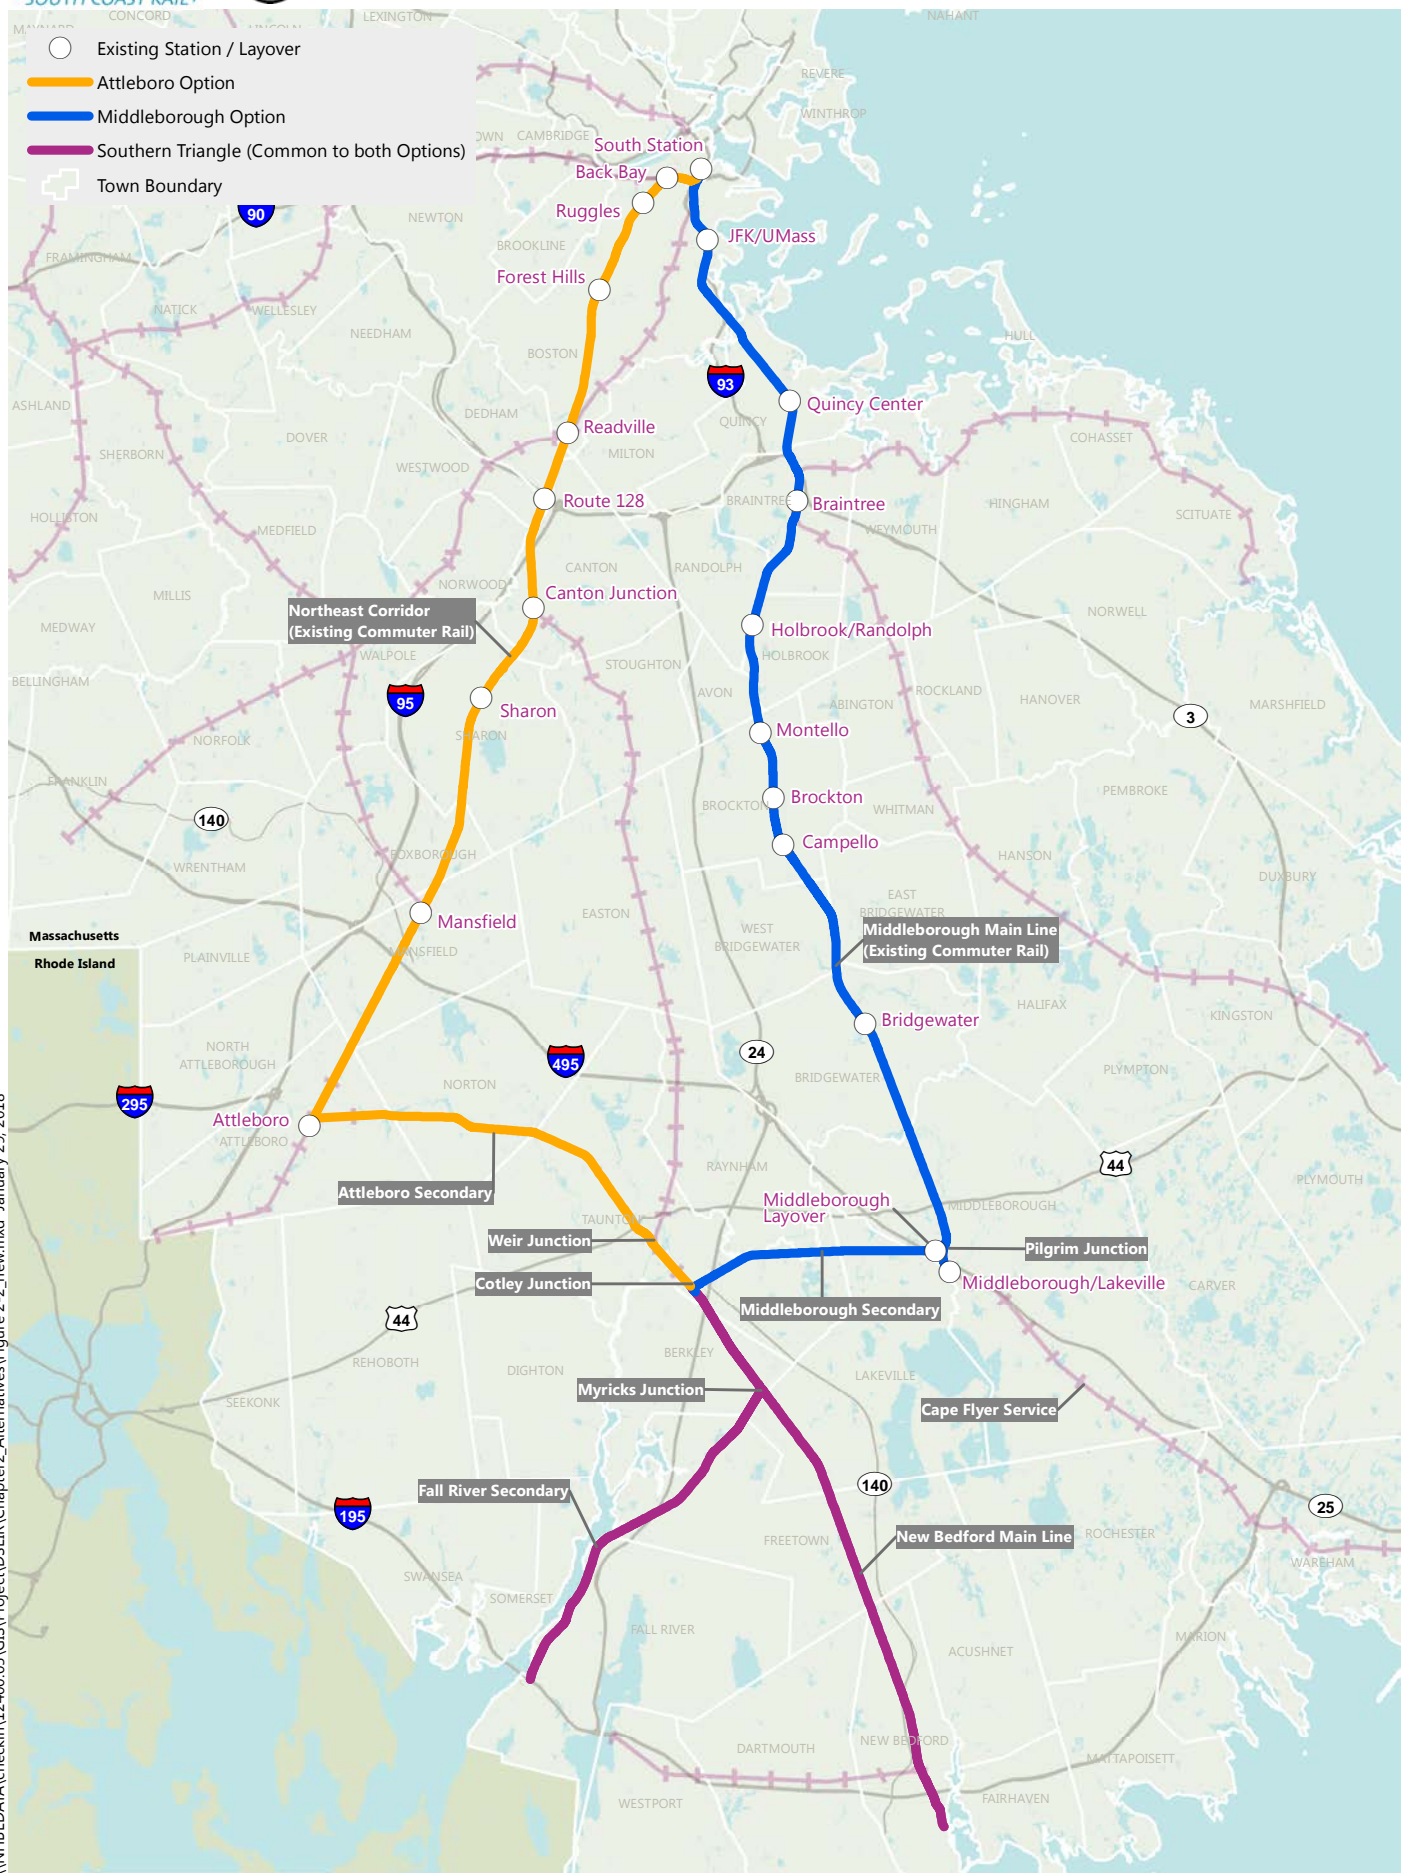 SOUTH COAST RAIL
CONCORD
LEXINGTON
NAHANT
Existing Station / Layover
Attleboro Option
Middleborough Option
Southern Triangle (Common to both Options)
Town Boundary
REVERE
WINTHROP
CAMBRIDGE
South Station
Back Bay
Ruggles
90
NEWTON
JFK/UMass
BROOKLINE
FRAMINGHAM
Forest Hills
NATICK
WELLESLEY
NEEDHAM
HULL
BOSTON
93
ASHLAND
DEDHAM
Quincy Center
QUINCY
DOVER
Readville
COHASSET
SHERBORN
MILTON
WESTWOOD
Route 128
BRAINTREE
Braintree
HINGHAM
SCITUATE
HOLLISTON
MEDFIELD
WEYMOUTH
CANTON
RANDOLPH
NORWOOD
MILLIS
Canton Junction
Northeast Corridor
(Existing Commuter Rail)
NORWELL
MEDWAY
Holbrook/Randolph
WALPOLE
HOLBROOK
STOUGHTON
BELLINGHAM
AVON
ROCKLAND
95
ABINGTON
HANOVER
MARSHFIELD
Sharon
3
SHARON
Montello
NORFOLK
FRANKLIN
PEMBROKE
Brockton
BROCKTON
WHITMAN
140
Campello
FOXBOROUGH
HANSON
WRENTHAM
DUXBURY
EAST
BRIDGEWATER
EASTON
Mansfield
WEST
BRIDGEWATER
Middleborough Main Line
(Existing Commuter Rail)
Massachusetts
Rhode Island
MANSFIELD
PLAINVILLE
HALIFAX
KINGSTON
Bridgewater
NORTH
ATTLEBOROUGH
24
495
PLYMPTON
BRIDGEWATER
NORTON
295
Attleboro
ATTLEBORO
44
RAYNHAM
PLYMOUTH
Attleboro Secondary
Middleborough
Layover
MIDDLEBOROUGH
TAUNTON
Weir Junction
Pilgrim Junction
Cotley Junction
Middleborough/Lakeville
CARVER
Middleborough Secondary
44
BERKLEY
REHOBOTH
DIGHTON
LAKEVILLE
Myricks Junction
SEEKONK
Cape Flyer Service
Fall River Secondary
140
195
25
FREETOWN
New Bedford Main Line
ROCHESTER
WAREHAM
SWANSEA
SOMERSET
FALL RIVER
MARION
ACUSHNET
NEW BEDFORD
DARTMOUTH
MATTAPOISETT
FAIRHAVEN
WESTPORT